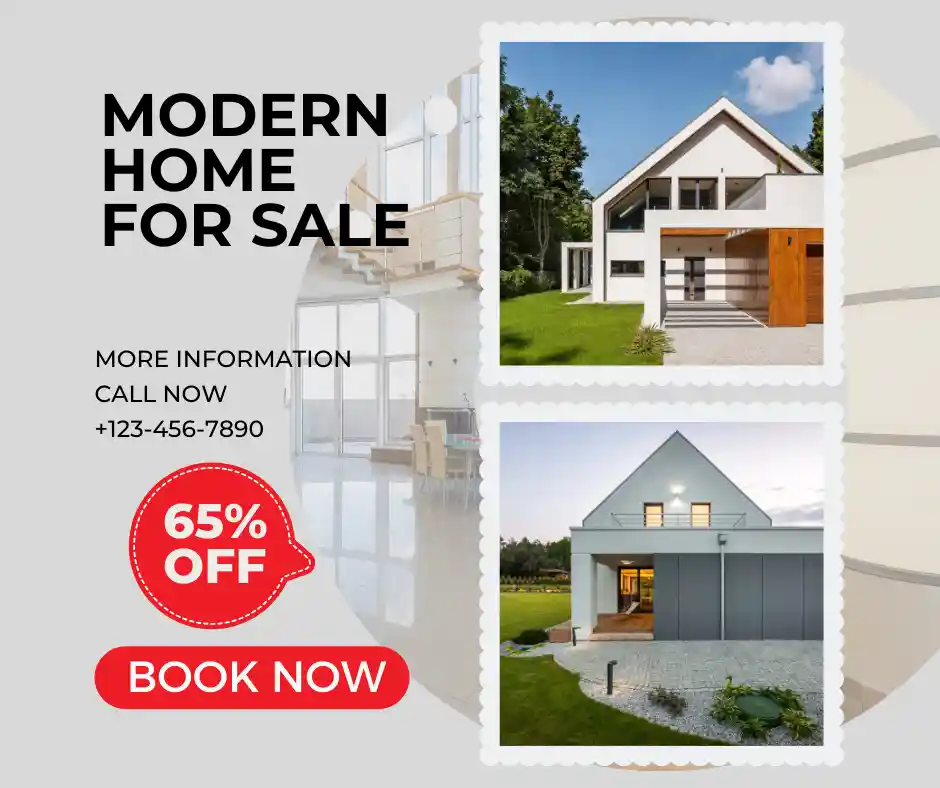 MODERN
HOME
FOR SALE
MORE INFORMATION
CALL NOW
+123-456-7890
65%
OFF
BOOK NOW